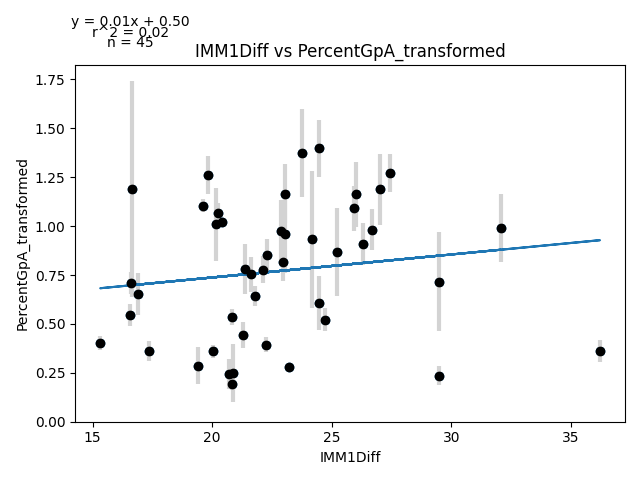 y = 0.01x + 0.50
r^2 = 0.02
n = 45
IMM1Diff vs PercentGpA_transformed
1.75
1.50
1.25
1.00
0.75
0.50
0.25
0.00
PercentGpA_transformed
15 20 25 30 35
IMM1Diff